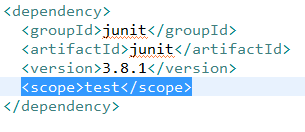 <dependency>
  <groupId>junit</groupId>
  <artifactId>junit</artifactId>
  <version>3.8.1</version>
  <scope>test</scope>
</dependency>